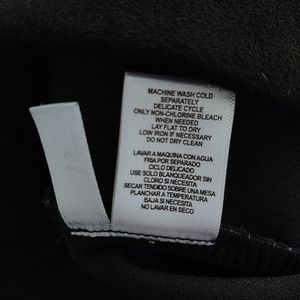 MACHINE WASH COLD
SEPARATELY
DELICATE CYCLE
ONLY NON-CHLORINE BLEACH
WHEN NEEDED
LAY FLAT TO DRY
LOW IRON IF NECESSARY
DO NOT DRY CLEAN
LAVAR A MAQUINA CON AGUA
FRIA POR SEPARADO
CICLO DELICADO
USE SOLO BLANQUEADOR SIN
CLORO SI ES NECESARIO
SECAR TENDIDO SOBRE UNA MESA
PLANCHAR A TEMPERATURA
BAJA SI NECESITA
NO LAVAR EN SECO